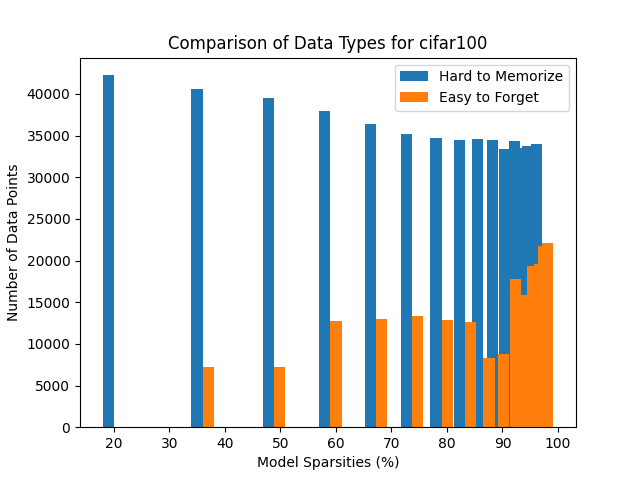 Comparison of Data Types for cifar100
Hard to Memorize
Easy to Forget
Number of Data Points
40000
35000
30000
25000
20000
15000
10000
5000
0
20 30 40 50 60 70 80 90 100
Model Sparsities (%)